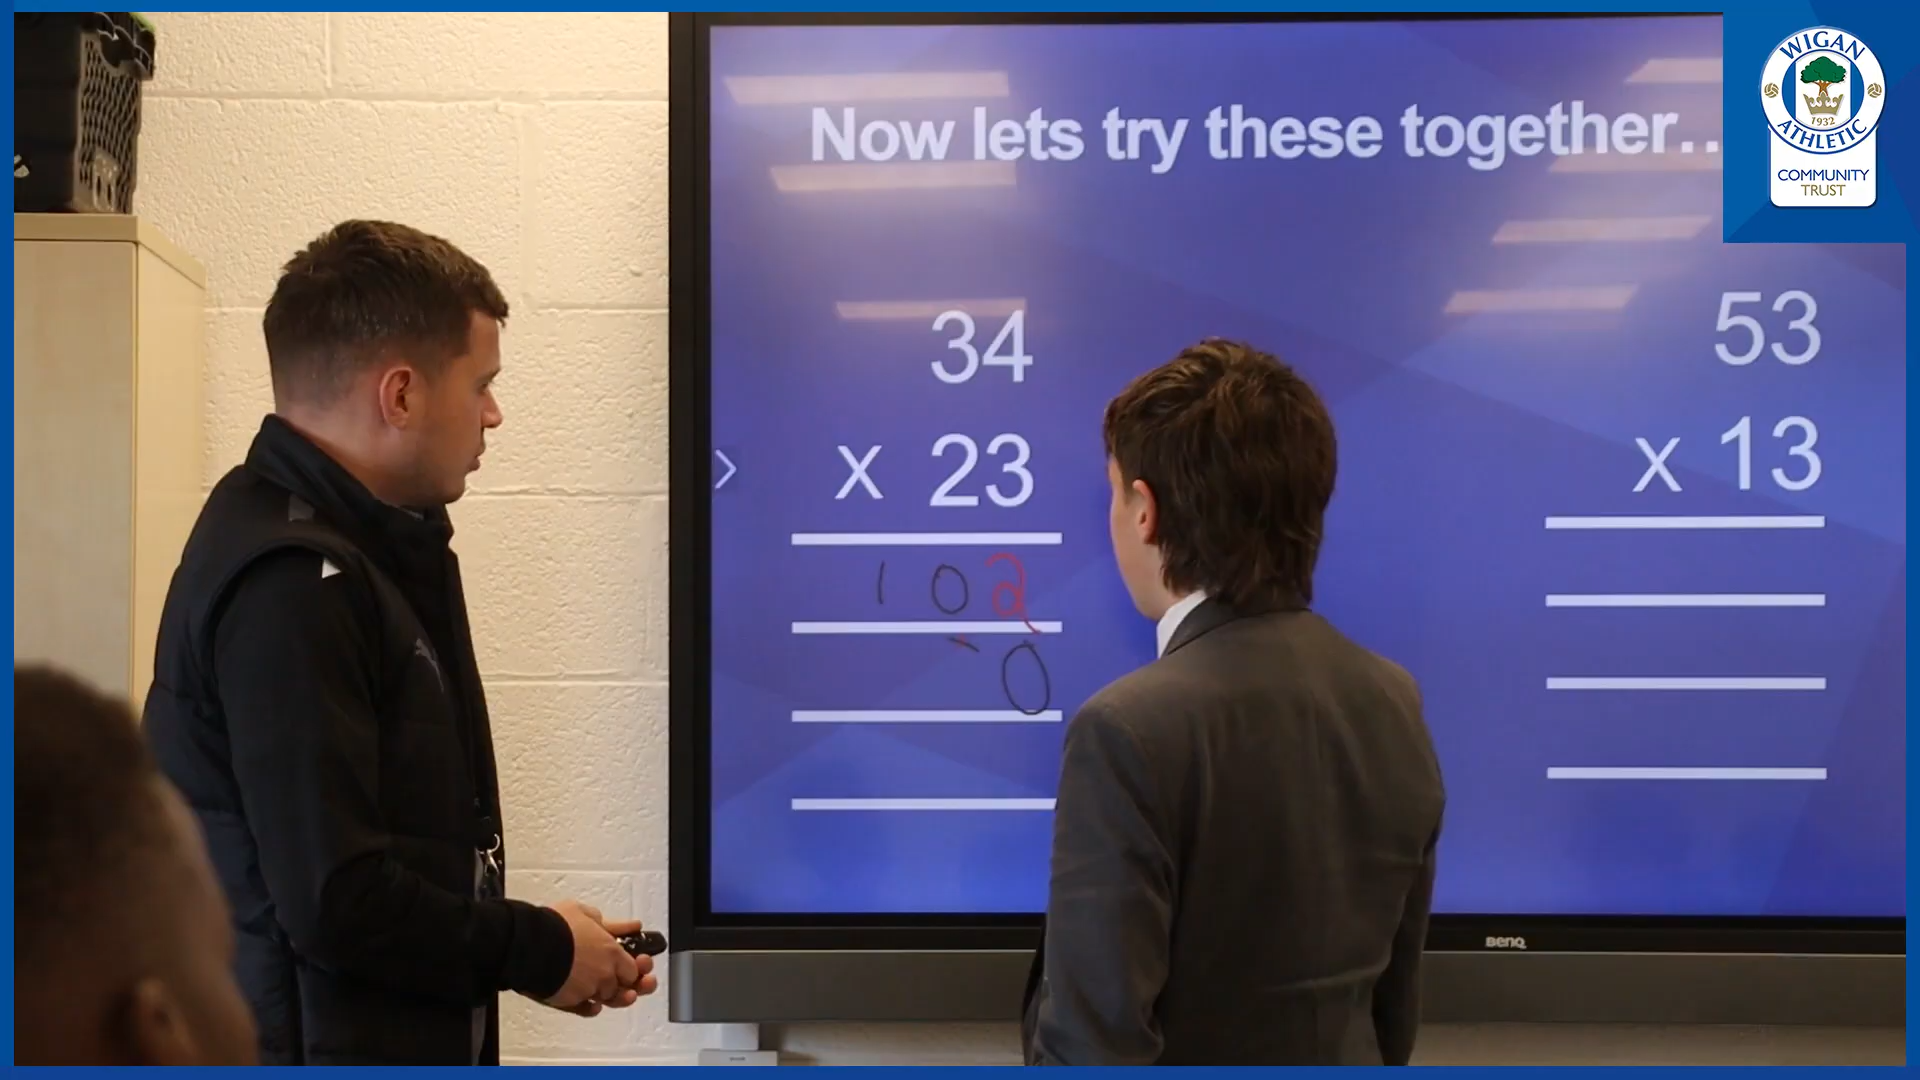 Now lets try these together..
34
x 23
102
0
53
x 13
BenQ
WIGAN
ATHLETIC
1932
COMMUNITY
TRUST